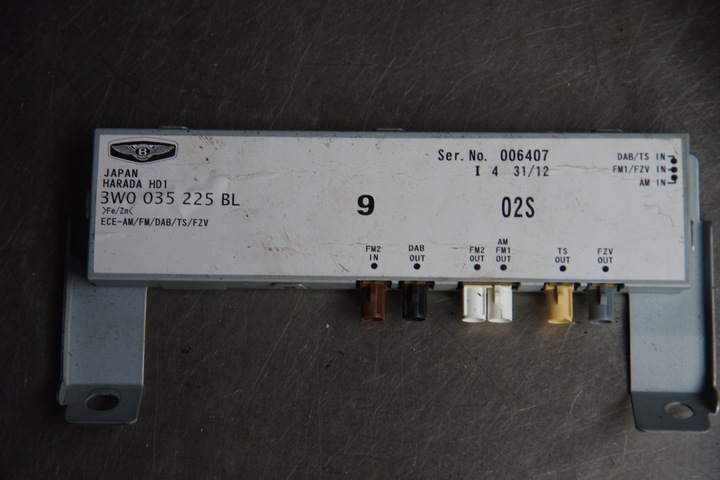 B
JAPAN
HARADA HD1
3W0 035 225 BL
>Fe/Zn<
ECE-AM/FM/DAB/TS/FZV
9
Ser. No. 006407
I 4 31/12
02S
DAB/TS IN
FM1/FZV IN
AM IN
FM2 IN
DAB OUT
FM2 OUT
AM FM1 OUT
TS OUT
FZV OUT